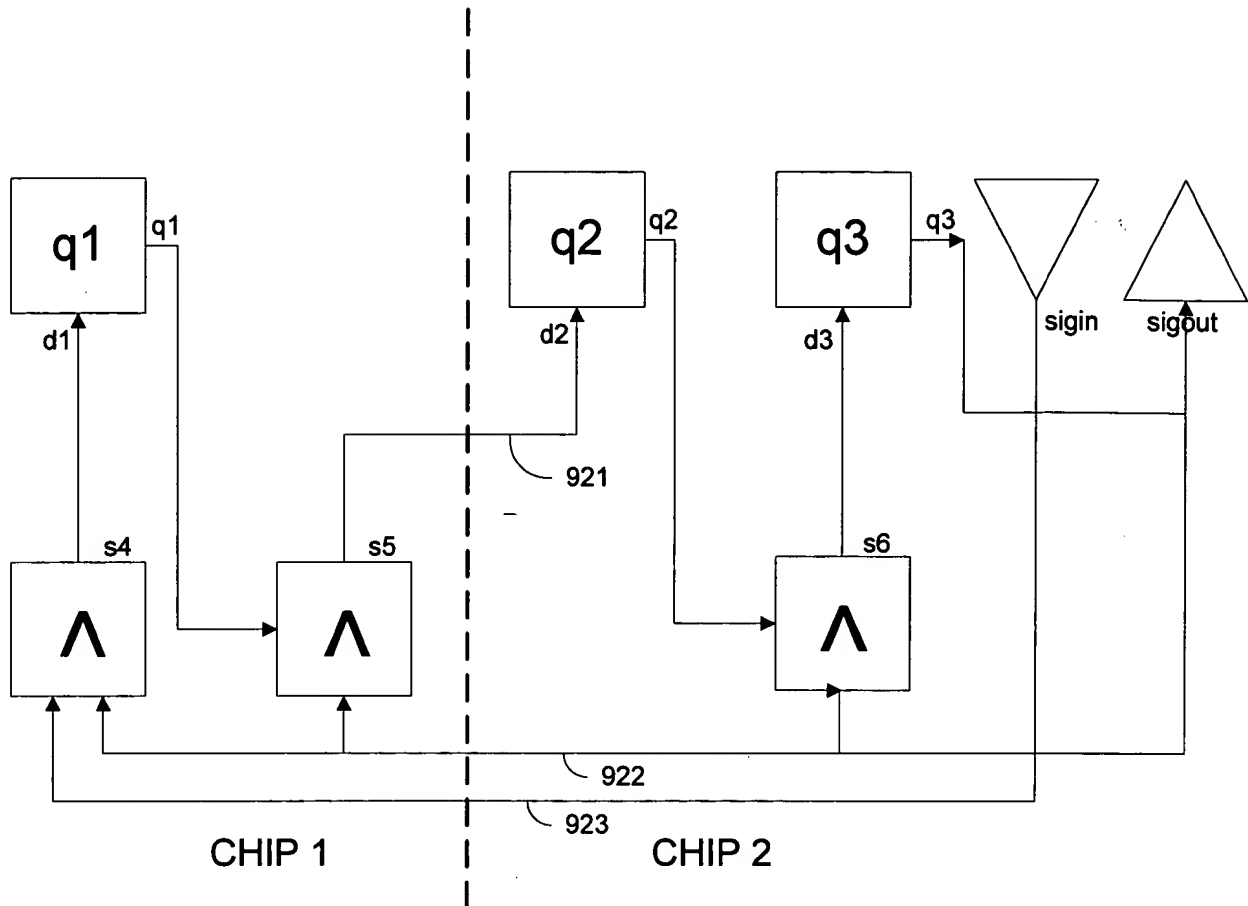 q1
q1
d1
q2
q2
d2
q3
q3
d3
sigin
sigout
921
s4
s5
s6
Λ
Λ
Λ
922
923
CHIP 1
CHIP 2